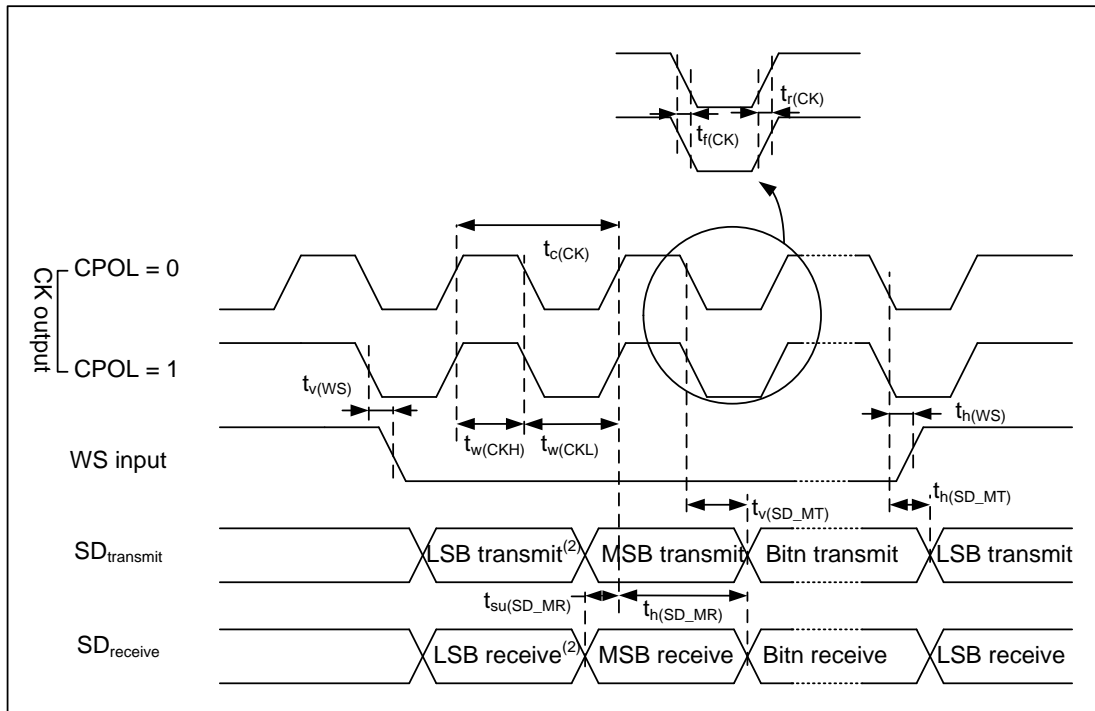 tr(CK)
tf(CK)
tc(CK)
CK output
CPOL = 0
CPOL = 1
tv(WS)
th(WS)
tw(CKH)
tw(CKL)
WS input
th(SD_MT)
tv(SD_MT)
SDtransmit
LSB transmit(2)
MSB transmit
Bitn transmit
LSB transmit
tsu(SD_MR)
th(SD_MR)
SDreceive
LSB receive(2)
MSB receive
Bitn receive
LSB receive